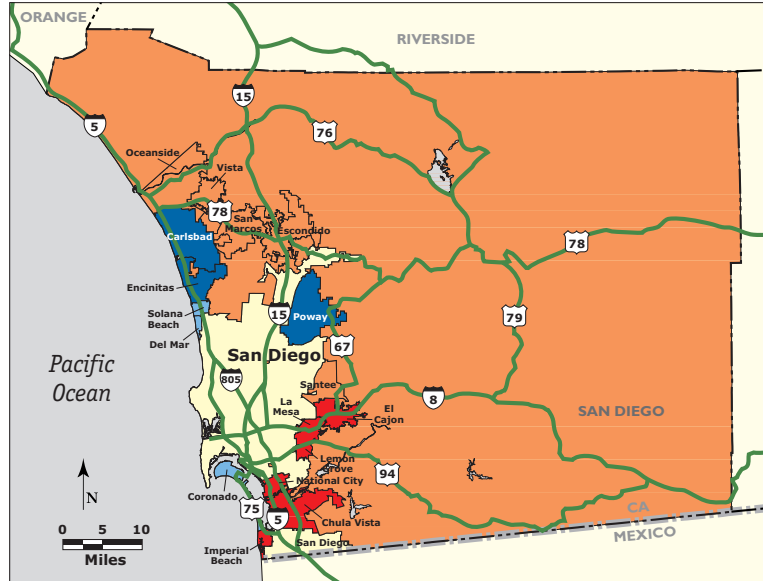 ORANGE
RIVERSIDE
15
5
76
Oceanside
Vista
78
San
Marcos
Escondido
Carlsbad
78
Encinitas
Solana
Beach
15
Poway
79
Del Mar
67
San Diego
Pacific
Ocean
805
Santee
8
La
Mesa
El
Cajon
SAN DIEGO
Lemon
Grove
94
National City
N
Coronado
75
5
Chula Vista
CA
MEXICO
0 5 10
Miles
Imperial
Beach
San Diego